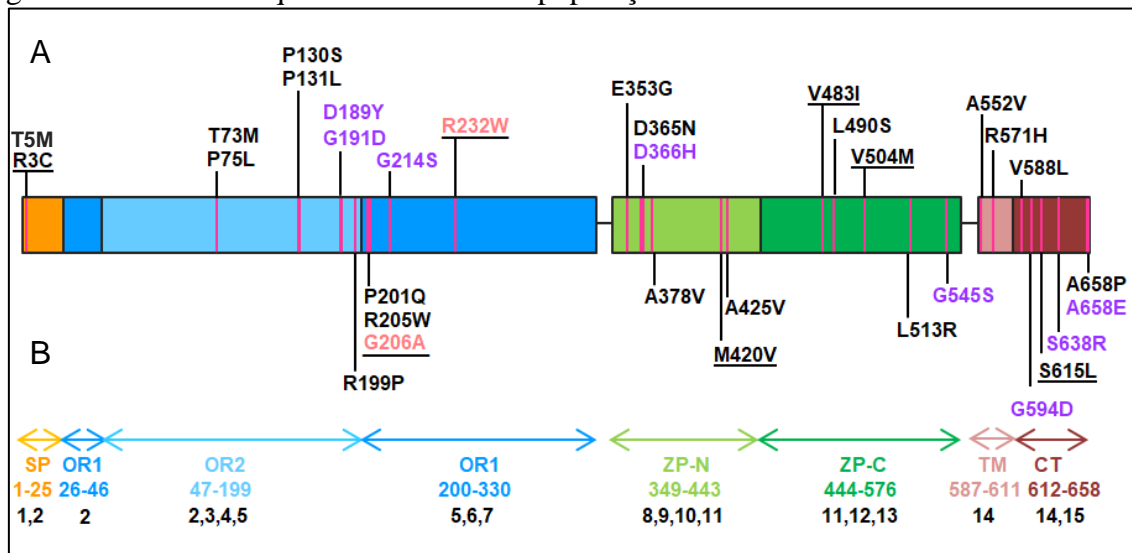 A
P130S
P131L
E353G
V483I
A552V
D189Y
G191D
R232W
T5M
R3C
T73M
P75L
G214S
D365N
D366H
L490S
V504M
R571H
V588L
P201Q
R205W
G206A
R199P
A378V
A425V
M420V
G545S
L513R
A658P
A658E
S638R
S615L
G594D
B
SP OR1 OR2 OR1 ZP-N ZP-C TM CT
1-25 26-46 47-199 200-330 349-443 444-576 587-611 612-658
1,2 2 2,3,4,5 5,6,7 8,9,10,11 11,12,13 14 14,15